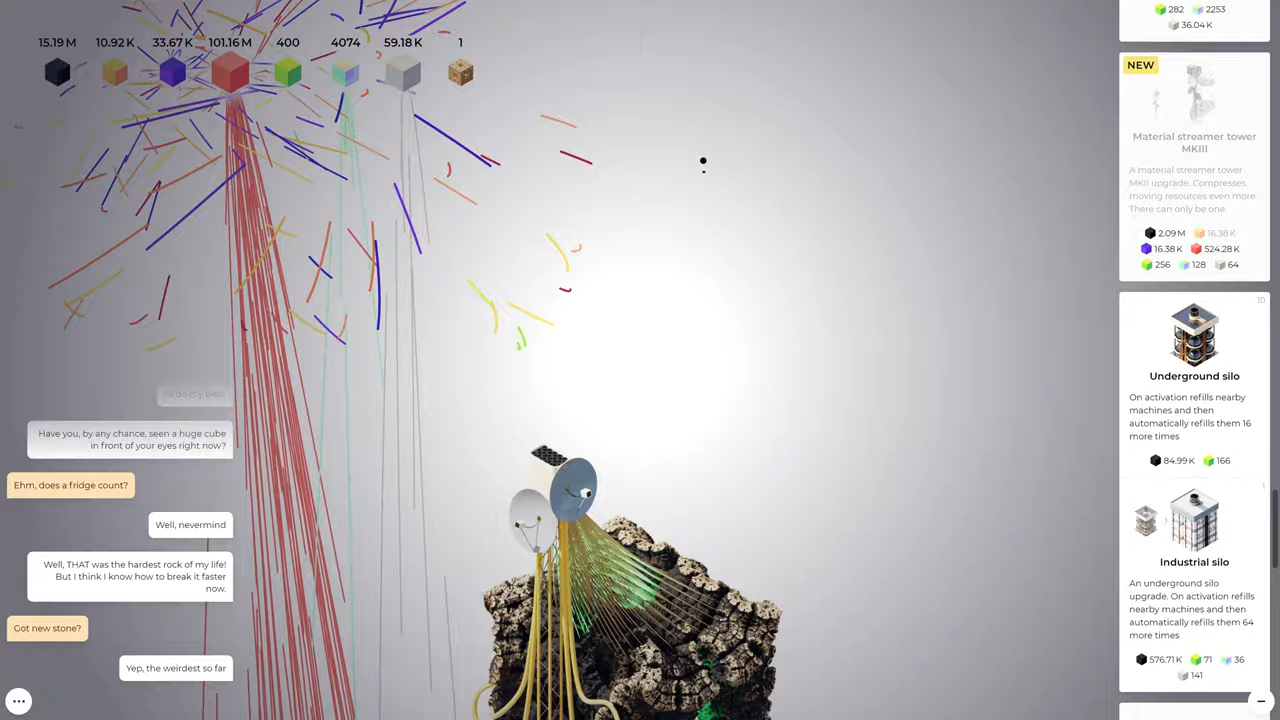 15.19 M 10.92 K 33.67 K 101.16 M 400 4074 59.18 K 1
do my best
Have you, by any chance, seen a huge cube
in front of your eyes right now?
Ehm, does a fridge count?
Well, nevermind
Well, THAT was the hardest rock of my life!
But I think I know how to break it faster
now.
Got new stone?
Yep, the weirdest so far
282 2253
36.04 K
NEW
Material streamer tower
MKIII
A material streamer tower
MKII upgrade. Compresses
moving resources even more.
There can only be one.
2.09 M 16.38 K
16.38 K 524.28 K
256 128 64
10
Underground silo
On activation refills nearby
machines and then
automatically refills them 16
more times
84.99 K 166
1
Industrial silo
An underground silo
upgrade. On activation refills
nearby machines and then
automatically refills them 64
more times
576.71 K 71 36
141